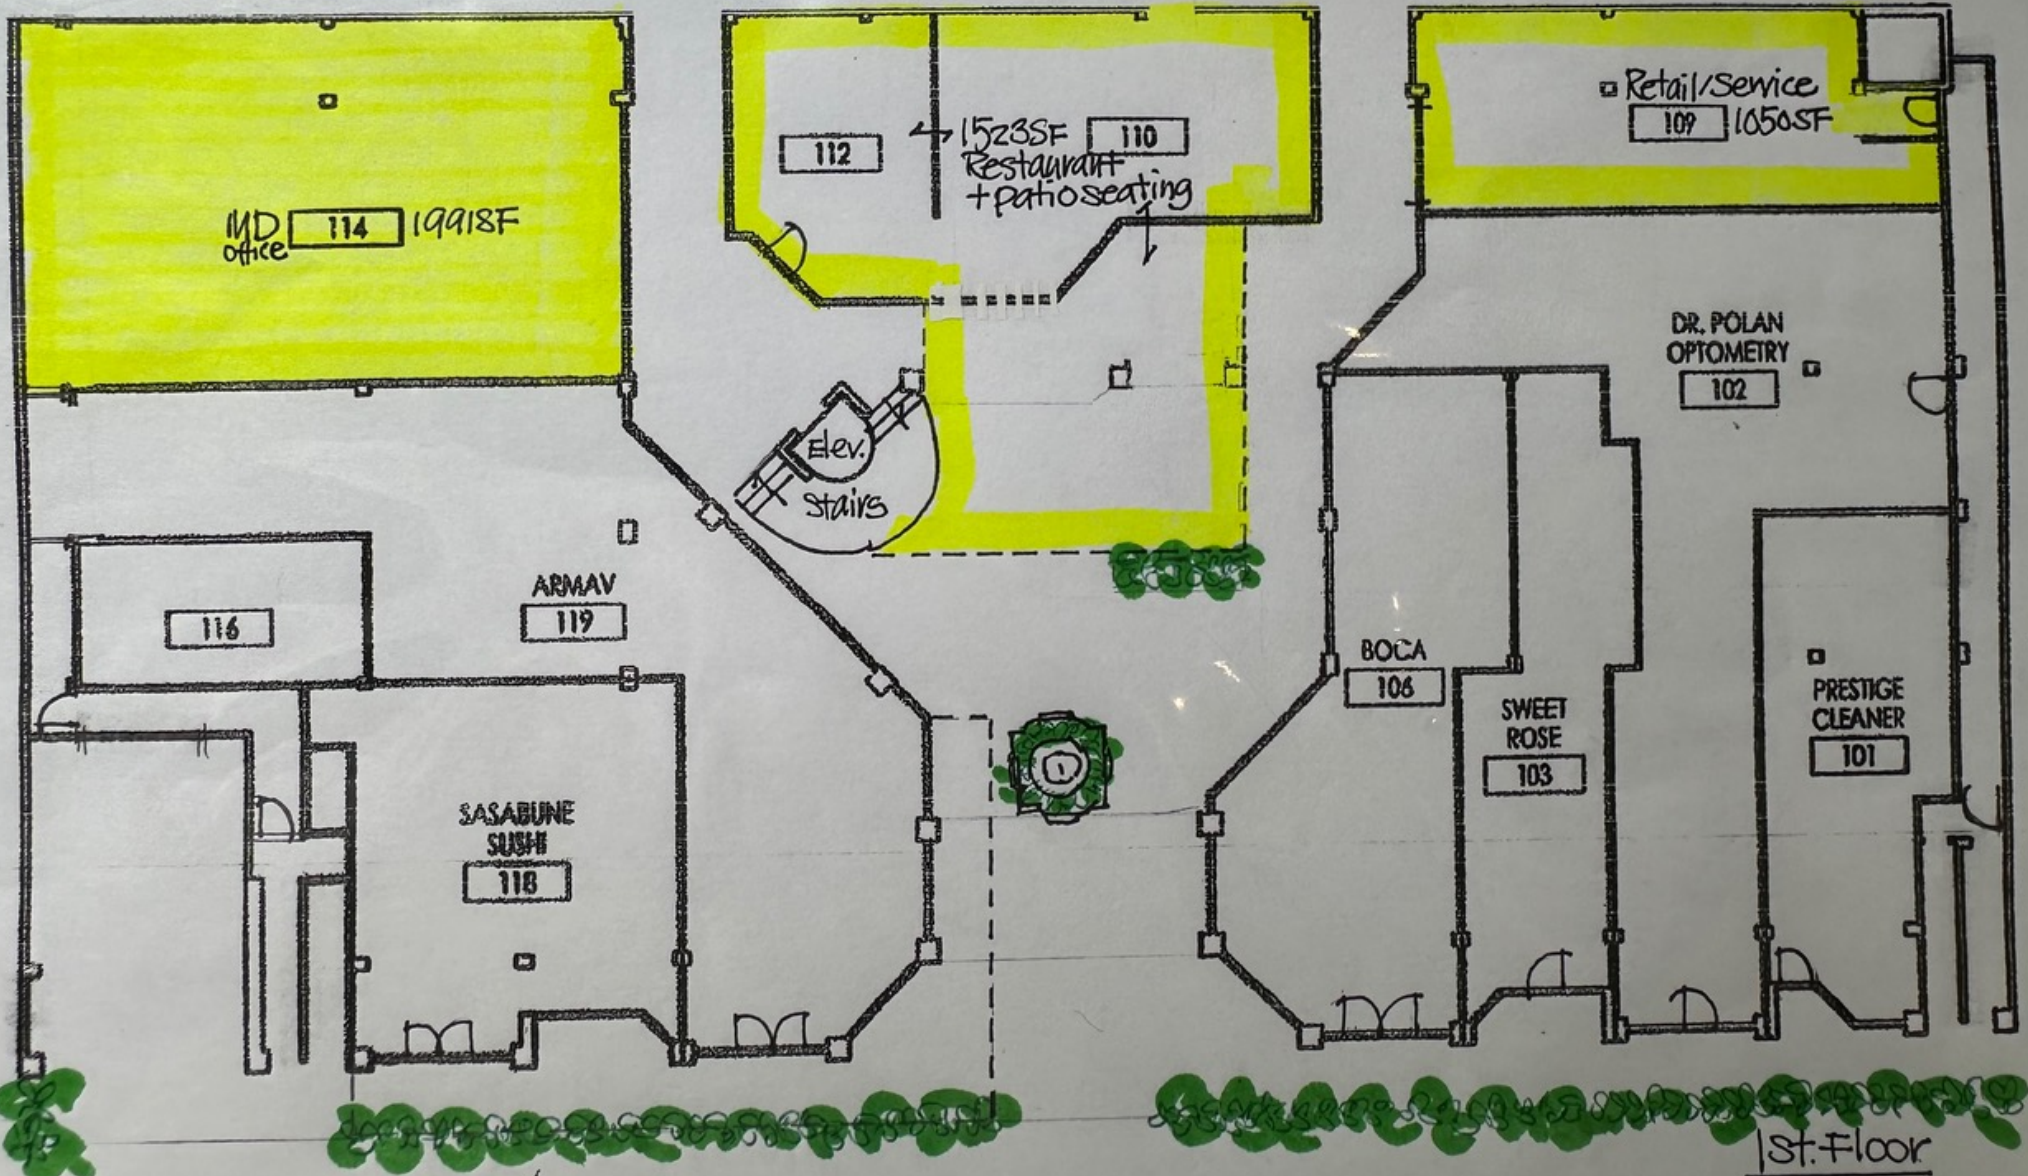 Retail/Service
109 1050SF
112
1523SF 110
Restaurant
+patio seating
MD 114 1991SF
office
DR. POLAN
OPTOMETRY
102
Elev.
Stairs
116
ARMAV
119
BOCA
106
SWEET
ROSE
103
PRESTIGE
CLEANER
101
SASABUNE
SUSHI
118
1st. Floor